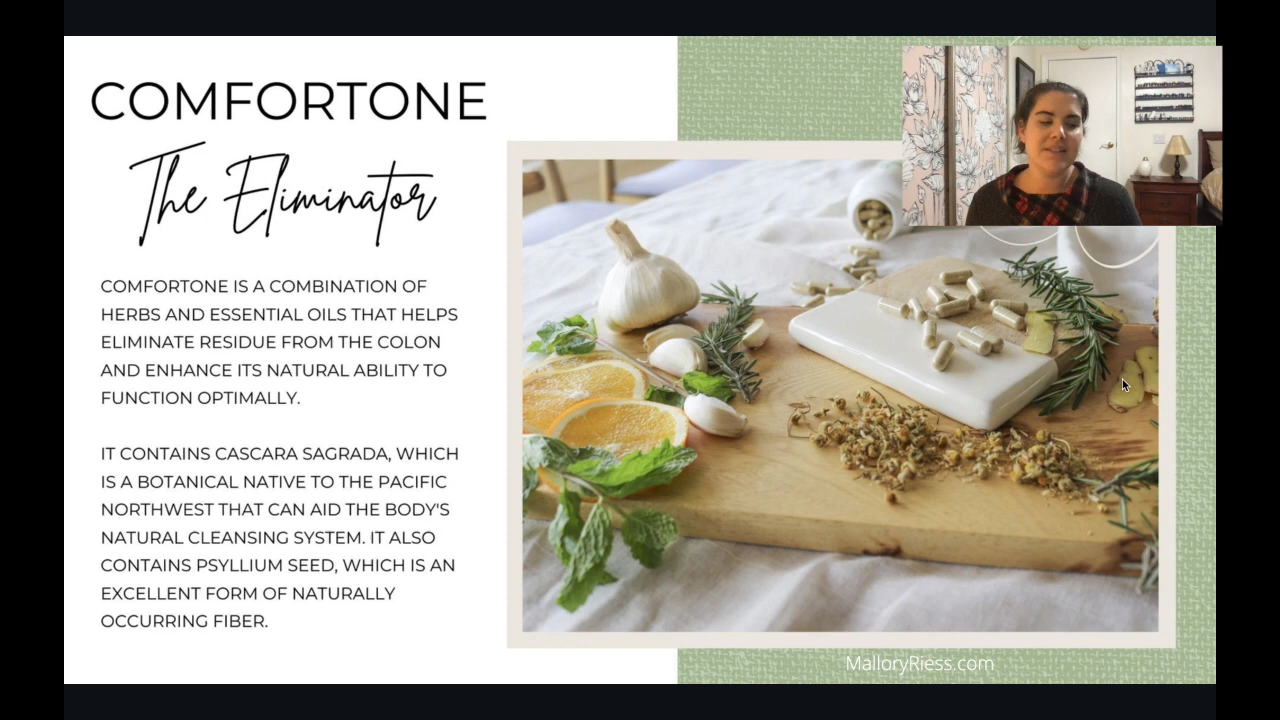 COMFORTONE
The Eliminator
COMFORTONE IS A COMBINATION OF
HERBS AND ESSENTIAL OILS THAT HELPS
ELIMINATE RESIDUE FROM THE COLON
AND ENHANCE ITS NATURAL ABILITY TO
FUNCTION OPTIMALLY.
IT CONTAINS CASCARA SAGRADA, WHICH
IS A BOTANICAL NATIVE TO THE PACIFIC
NORTHWEST THAT CAN AID THE BODY'S
NATURAL CLEANSING SYSTEM. IT ALSO
CONTAINS PSYLLIUM SEED, WHICH IS AN
EXCELLENT FORM OF NATURALLY
OCCURRING FIBER.
MalloryRiess.com